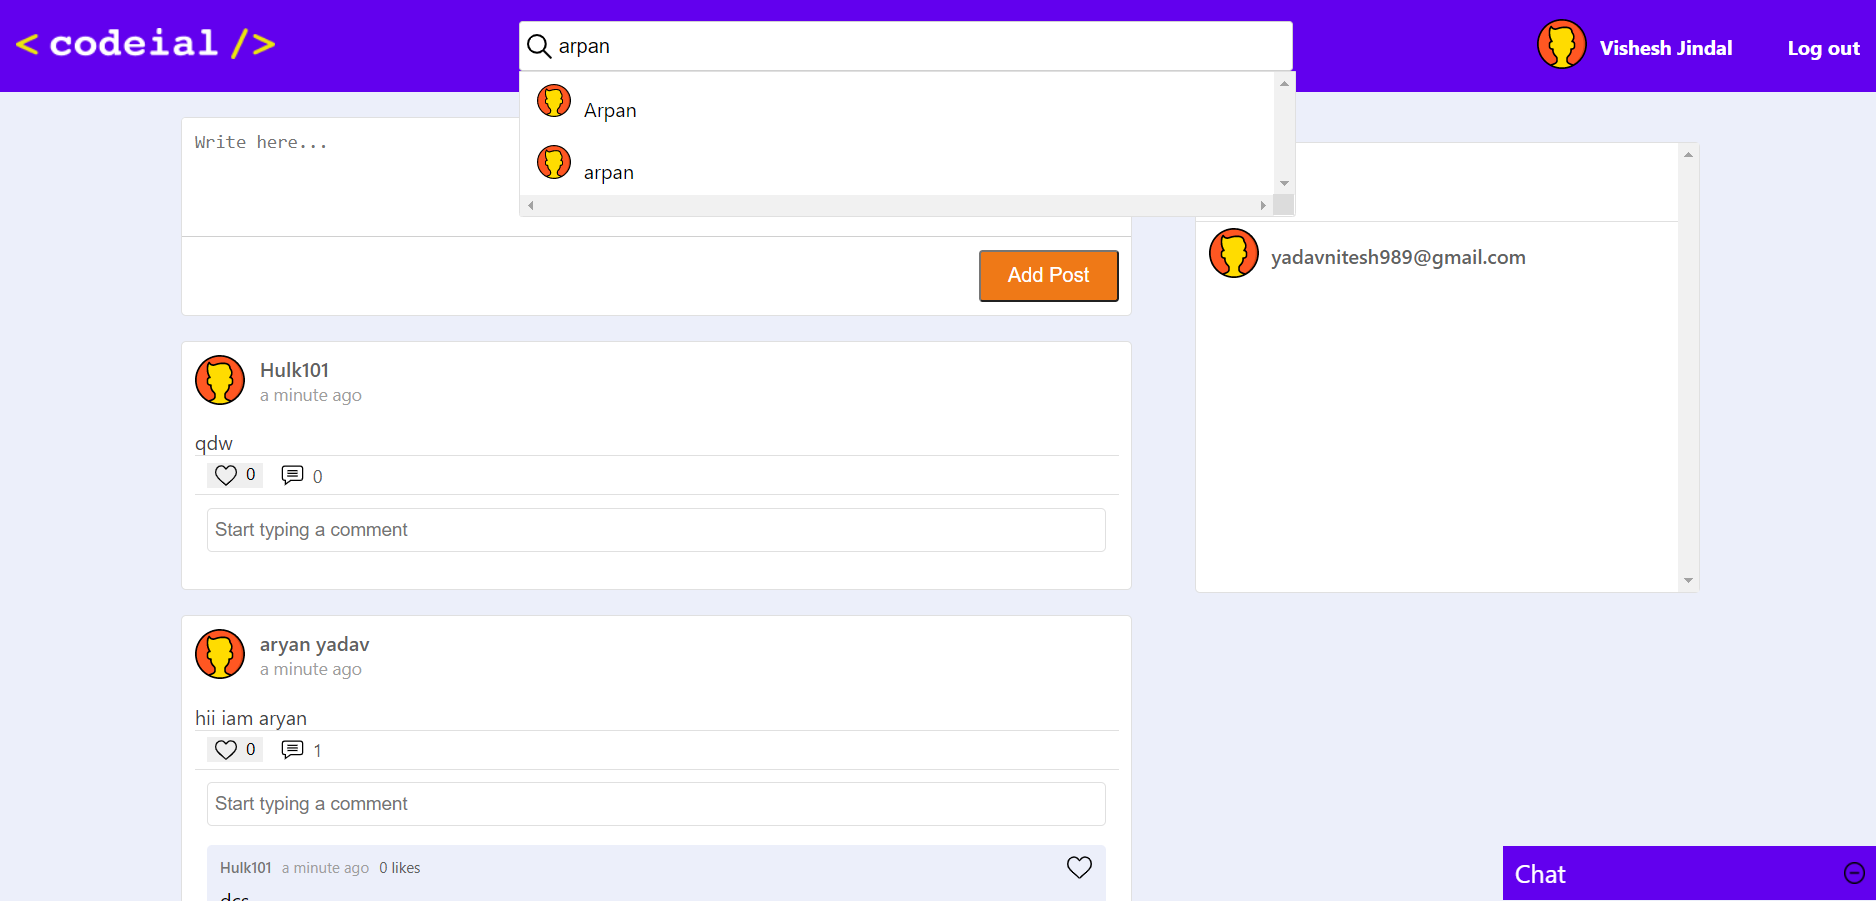 < codeial />
arpan
Vishesh Jindal
Log out
Arpan
arpan
Write here...
Add Post
yadavnitesh989@gmail.com
Hulk101
a minute ago
qdw
0 0
Start typing a comment
aryan yadav
a minute ago
hii iam aryan
0 1
Start typing a comment
Hulk101 a minute ago 0 likes
Chat